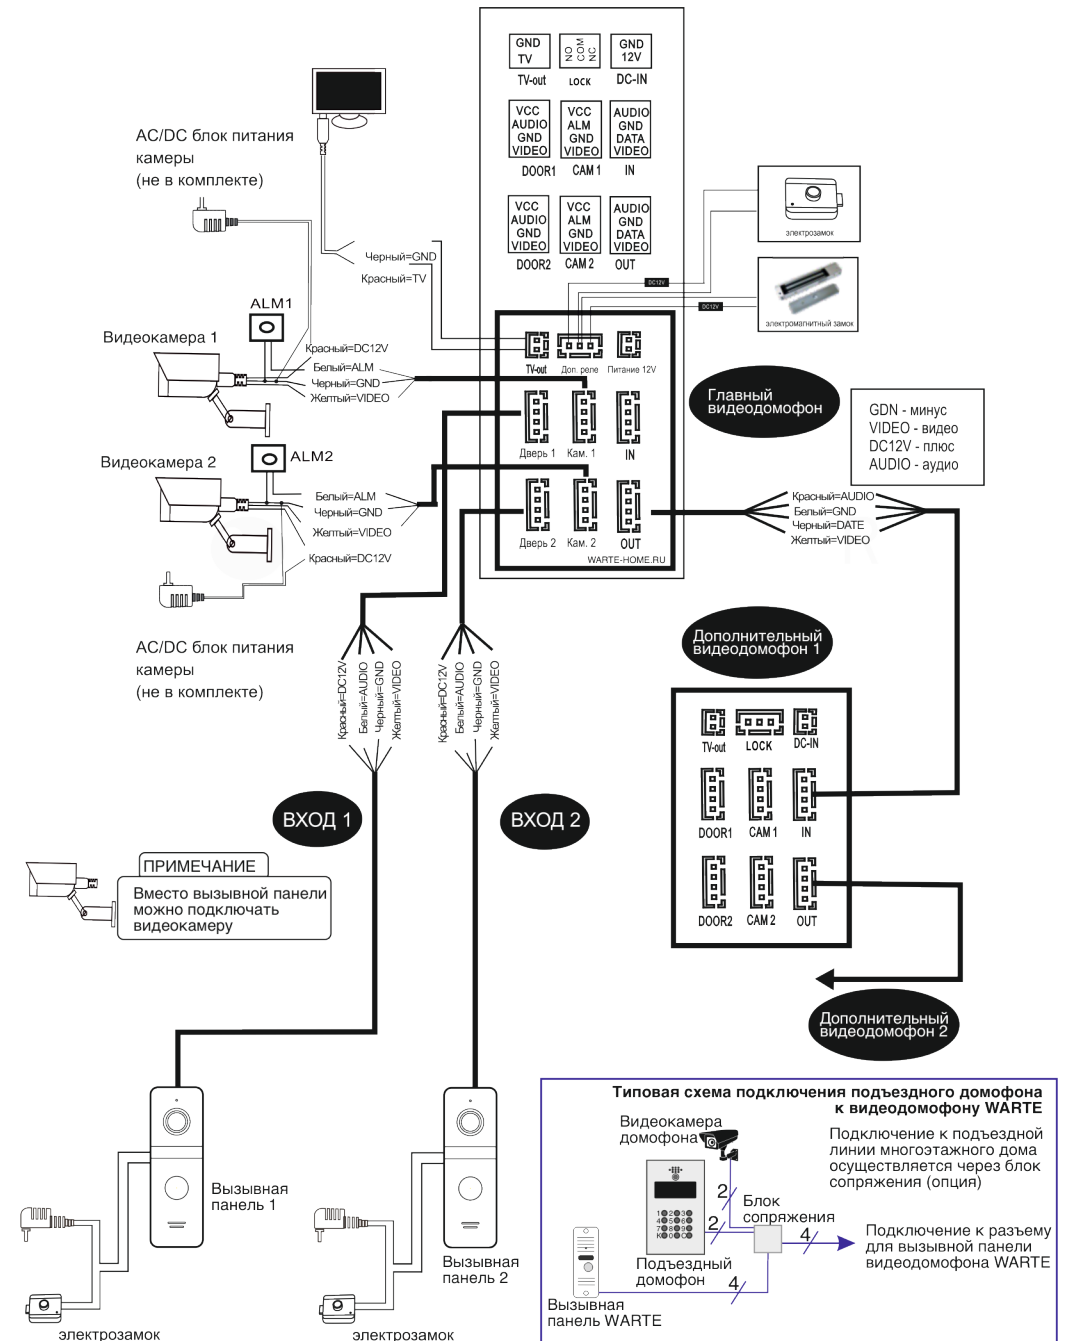 GND
TV
TV-out
NO
COM
NC
LOCK
GND
12V
DC-IN
VCC
AUDIO
GND
VIDEO
DOOR1
VCC
ALM
GND
VIDEO
CAM 1
AUDIO
GND
DATA
VIDEO
IN
VCC
AUDIO
GND
VIDEO
DOOR2
VCC
ALM
GND
VIDEO
CAM 2
AUDIO
GND
DATA
VIDEO
OUT
AC/DC блок питания
камеры
(не в комплекте)
Черный=GND
Красный=TV
электрозамок
DC12V
DC12V
электромагнитный замок
ALM1
Видеокамера 1
Красный=DC12V
Белый=ALM
Черный=GND
Желтый=VIDEO
TV-out
Доп. реле
Питание 12V
Дверь 1
Кам. 1
IN
Дверь 2
Кам. 2
OUT
WARTE-HOME.RU
Главный
видеодомофон
GDN - минус
VIDEO - видео
DC12V - плюс
AUDIO - аудио
ALM2
Видеокамера 2
Белый=ALM
Черный=GND
Желтый=VIDEO
Красный=DC12V
Красный=AUDIO
Белый=GND
Черный=DATE
Желтый=VIDEO
AC/DC блок питания
камеры
(не в комплекте)
Красный=DC12V
Белый=AUDIO
Черный=GND
Желтый=VIDEO
Красный=DC12V
Белый=AUDIO
Черный=GND
Желтый=VIDEO
Дополнительный
видеодомофон 1
TV-out
LOCK
DC-IN
DOOR1
CAM 1
IN
DOOR2
CAM 2
OUT
ВХОД 1
ВХОД 2
ПРИМЕЧАНИЕ
Вместо вызывной панели
можно подключать
видеокамеру
Дополнительный
видеодомофон 2
Вызывная
панель 1
электрозамок
Вызывная
панель 2
электрозамок
Типовая схема подключения подъездного домофона
к видеодомофону WARTE
Видеокамера
домофона
Подключение к подъездной
линии многоэтажного дома
осуществляется через блок
сопряжения (опция)
2
Блок
сопряжения
1 2 3
4 5 6
7 8 9
К 0 С
2
4
Подключение к разъему
для вызывной панели
видеодомофона WARTE
Подъездный
домофон
4
Вызывная
панель WARTE